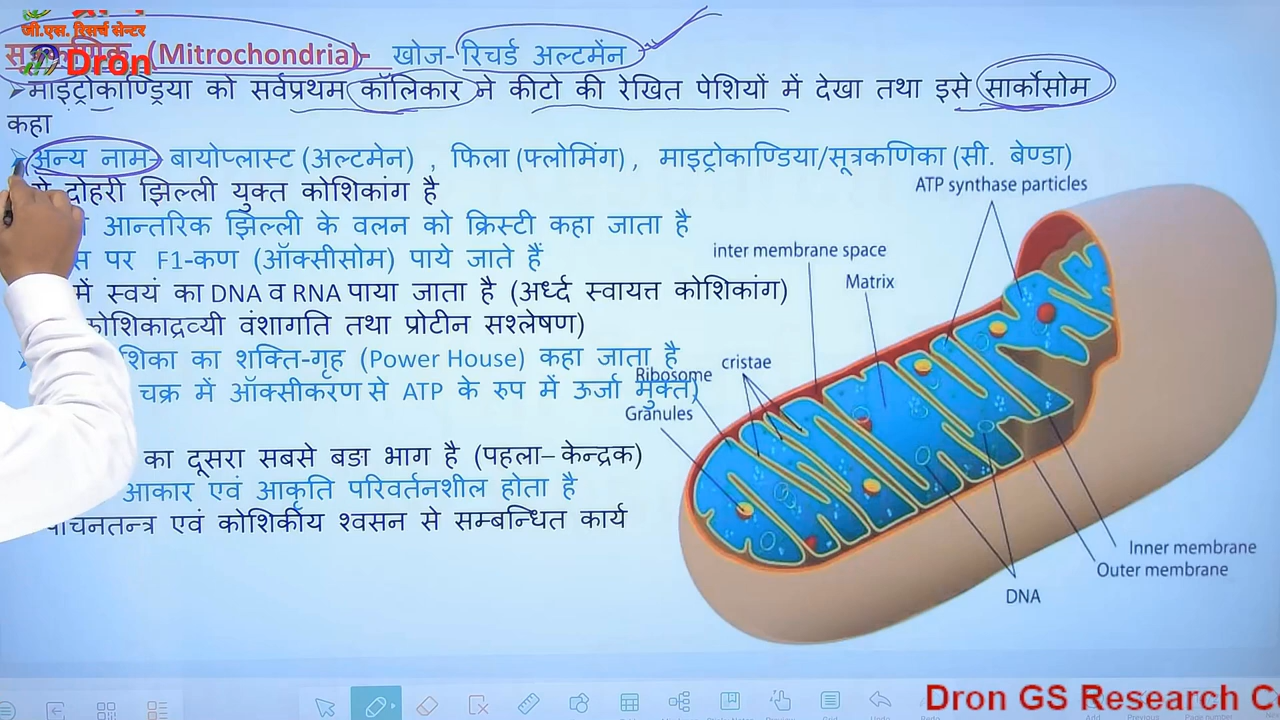 जी.एस. रिसर्च सेन्टर
Dron
(Mitrochondria)- खोज- रिचर्ड अल्टमेंन
माइट्रोकाण्ड्रिया को सर्वप्रथम कॉलिकार ने कीटो की रेखित पेशियों में देखा तथा इसे सार्कोसोम
कहा
अन्य नाम- बायोप्लास्ट (अल्टमेन) , फिला (फ्लोमिंग) , माइट्रोकाण्डिया/सूत्रकणिका (सी. बेण्डा)
दोहरी झिल्ली युक्त कोशिकांग है
आन्तरिक झिल्ली के वलन को क्रिस्टी कहा जाता है
पर F1-कण (ऑक्सीसोम) पाये जाते हैं
में स्वयं का DNA व RNA पाया जाता है (अर्ध्द स्वायत्त कोशिकांग)
कोशिकाद्रव्यी वंशागति तथा प्रोटीन सश्लेषण)
का शक्ति-गृह (Power House) कहा जाता है
चक्र में ऑक्सीकरण से ATP के रुप में ऊर्जा मुक्त)
का दूसरा सबसे बडा भाग है (पहला– केन्द्रक)
आकार एवं आकृति परिवर्तनशील होता है
एवं कोशिकीय श्वसन से सम्बन्धित कार्य
ATP synthase particles
inter membrane space
Matrix
cristae
Ribosome
Granules
Inner membrane
Outer membrane
DNA
Dron GS Research